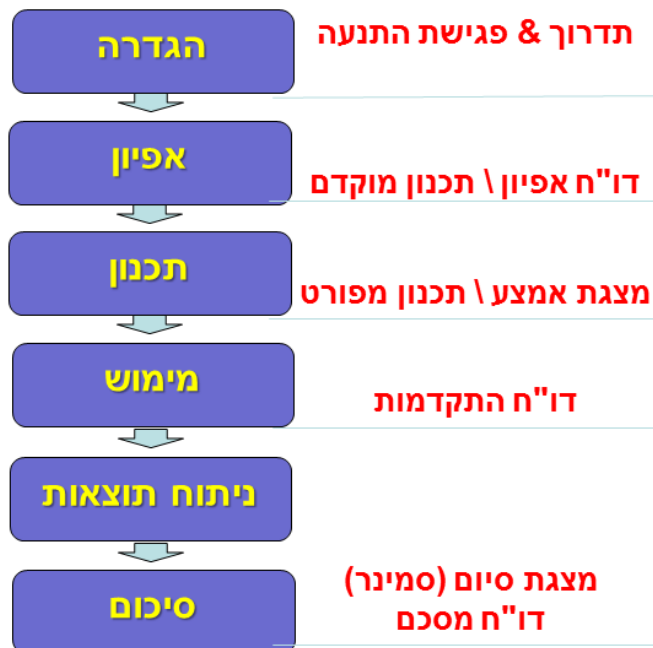 הגדרה
תדרוך & פגישת התנעה
אפיון
דו"ח אפיון \ תכנון מוקדם
תכנון
מצגת אמצע \ תכנון מפורט
מימוש
דו"ח התקדמות
ניתוח תוצאות
סיכום
מצגת סיום (סמינר)
דו"ח מסכם